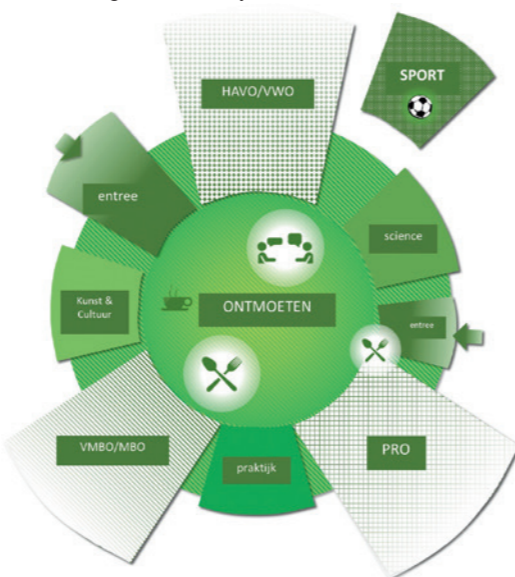 HAVO/VWO
SPORT
entree
science
Kunst &
Cultuur
ONTMOETEN
entree
VMBO/MBO
praktijk
PRO